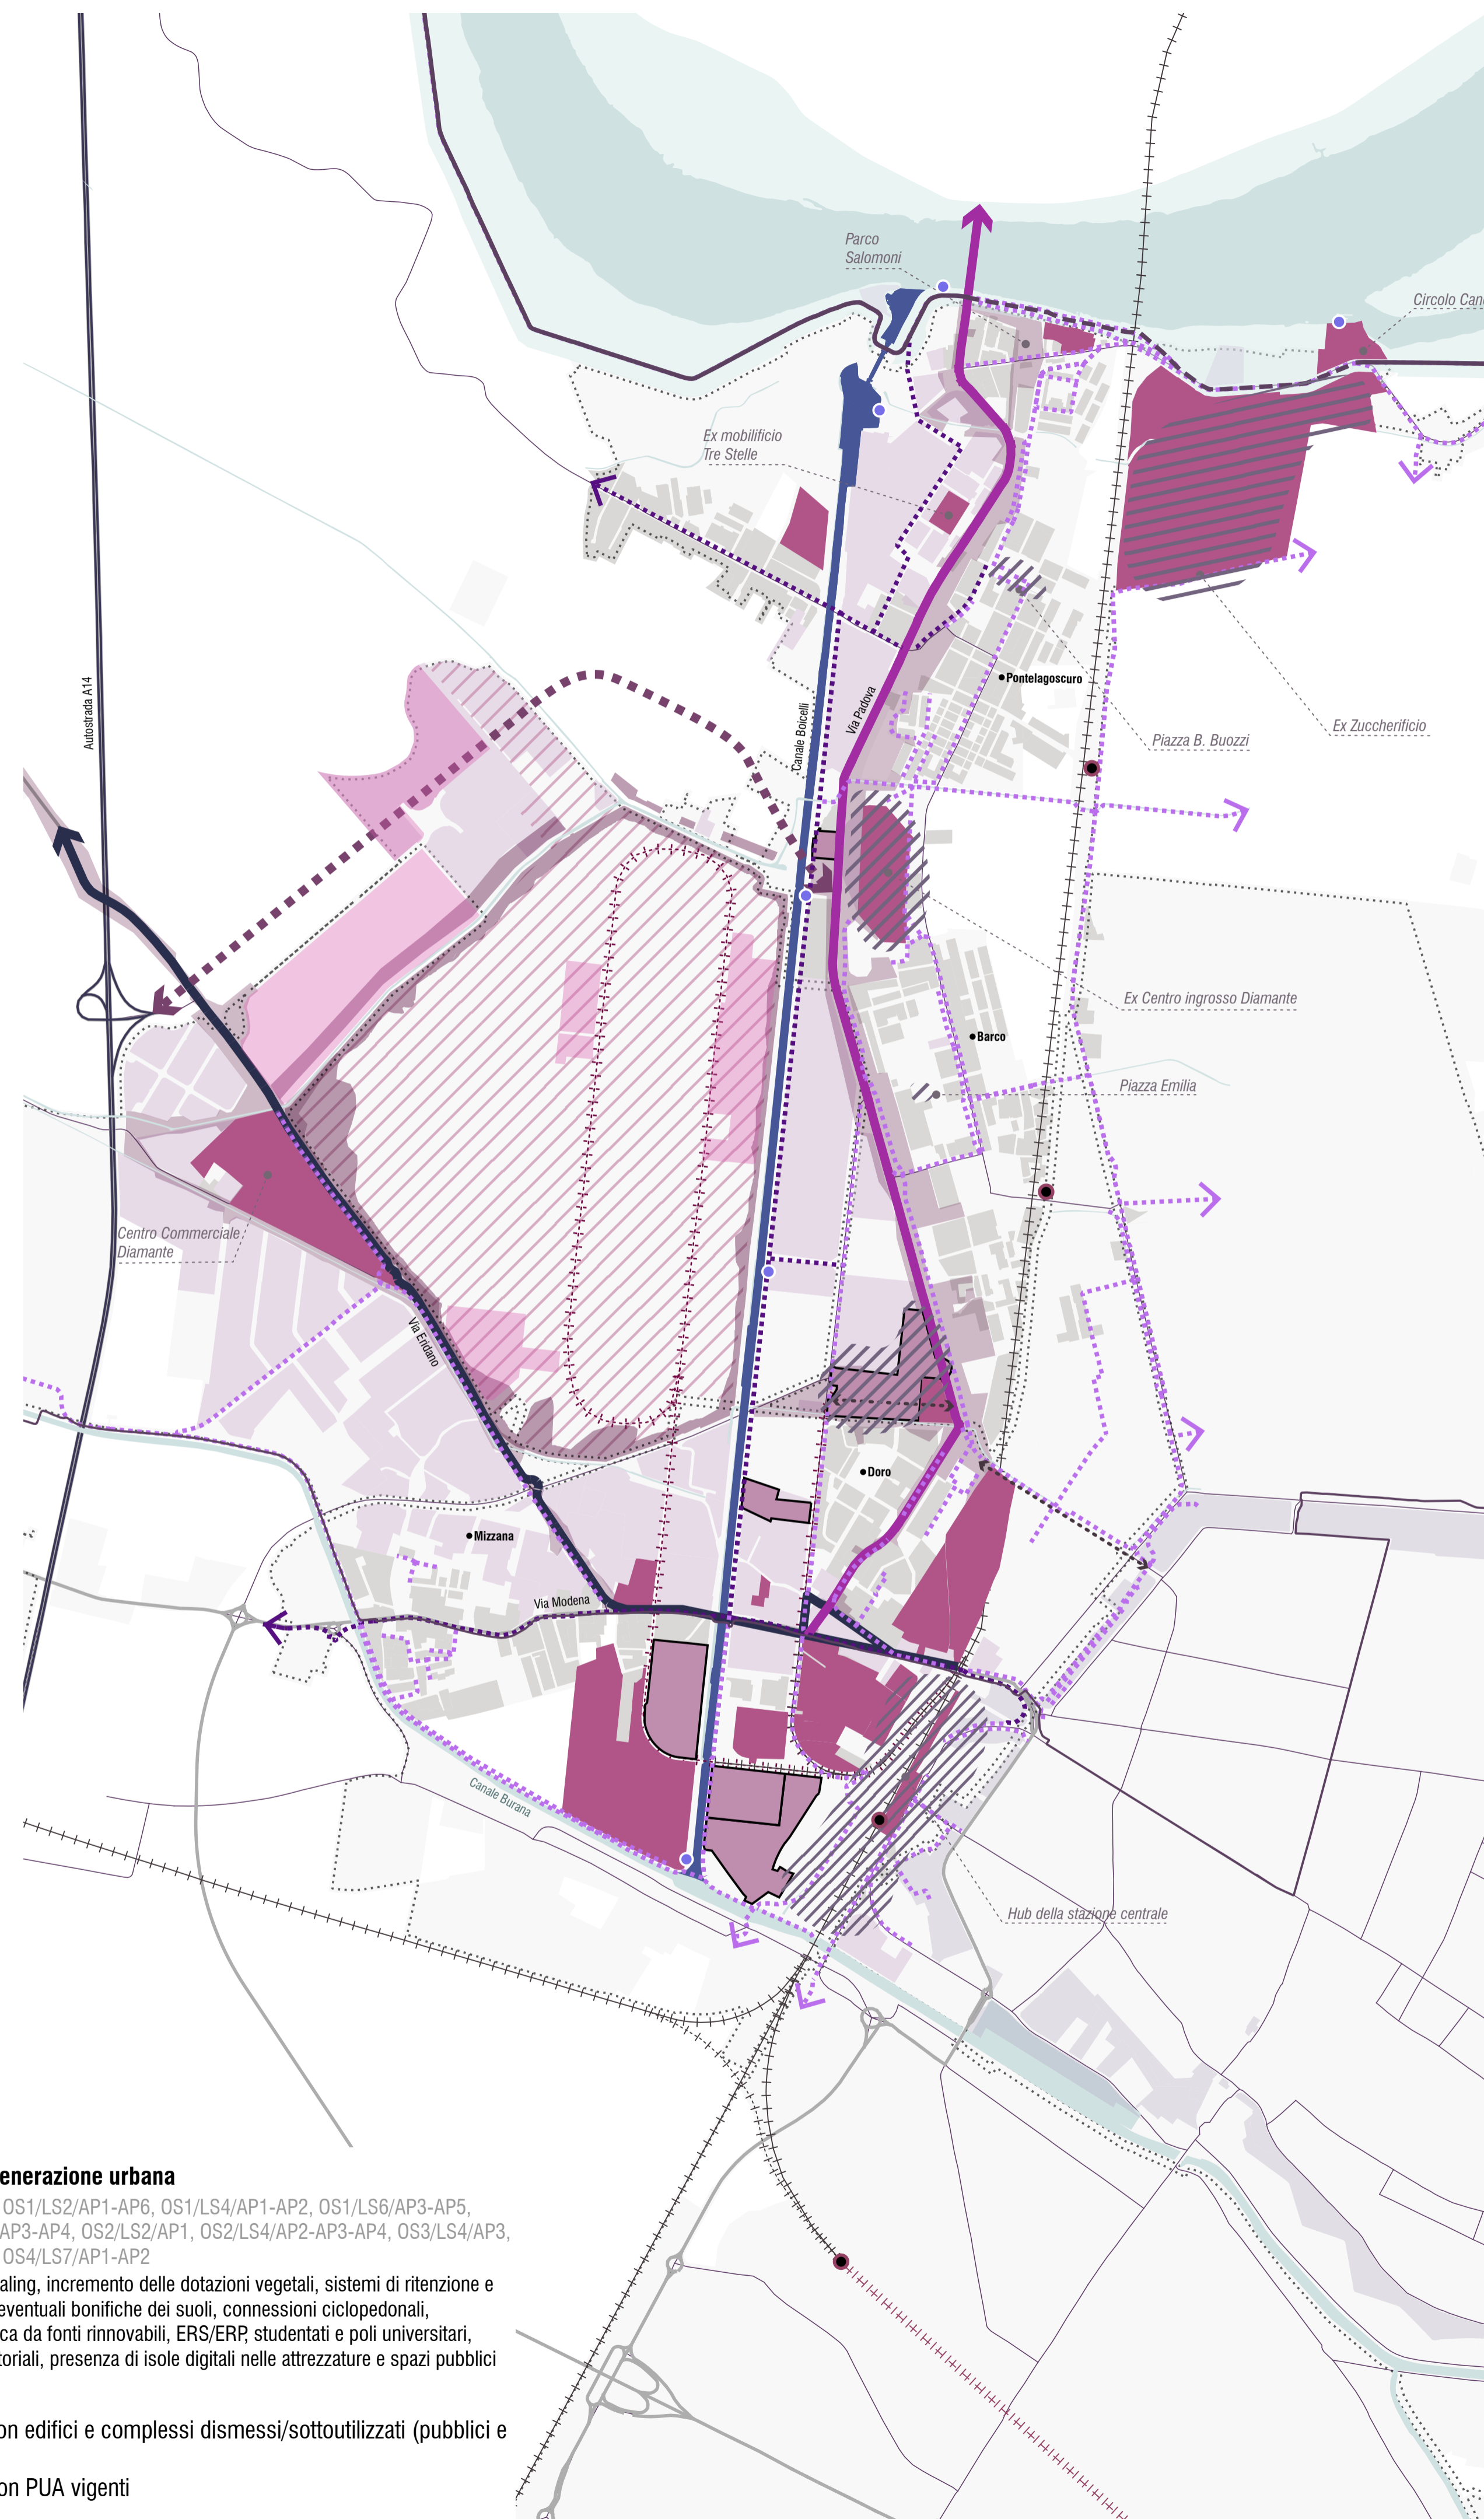 Parco
Salomoni
Circolo Can
Ex mobilificio
Tre Stelle
Autostrada A14
Pontelagoscuro
Canale Boicelli
Via Padova
Ex Zuccherificio
Piazza B. Buozzi
Ex Centro ingrosso Diamante
Barco
Piazza Emilia
Centro Commerciale
Diamante
Via Eridano
Doro
Mizzana
Via Modena
Canale Burana
Hub della stazione centrale
enerazione urbana
OS1/LS2/AP1-AP6, OS1/LS4/AP1-AP2, OS1/LS6/AP3-AP5,
AP3-AP4, OS2/LS2/AP1, OS2/LS4/AP2-AP3-AP4, OS3/LS4/AP3,
OS4/LS7/AP1-AP2
aling, incremento delle dotazioni vegetali, sistemi di ritenzione e
eventuali bonifiche dei suoli, connessioni ciclopedonali,
ca da fonti rinnovabili, ERS/ERP, studentati e poli universitari,
toriali, presenza di isole digitali nelle attrezzature e spazi pubblici
on edifici e complessi dismessi/sottoutilizzati (pubblici e
on PUA vigenti